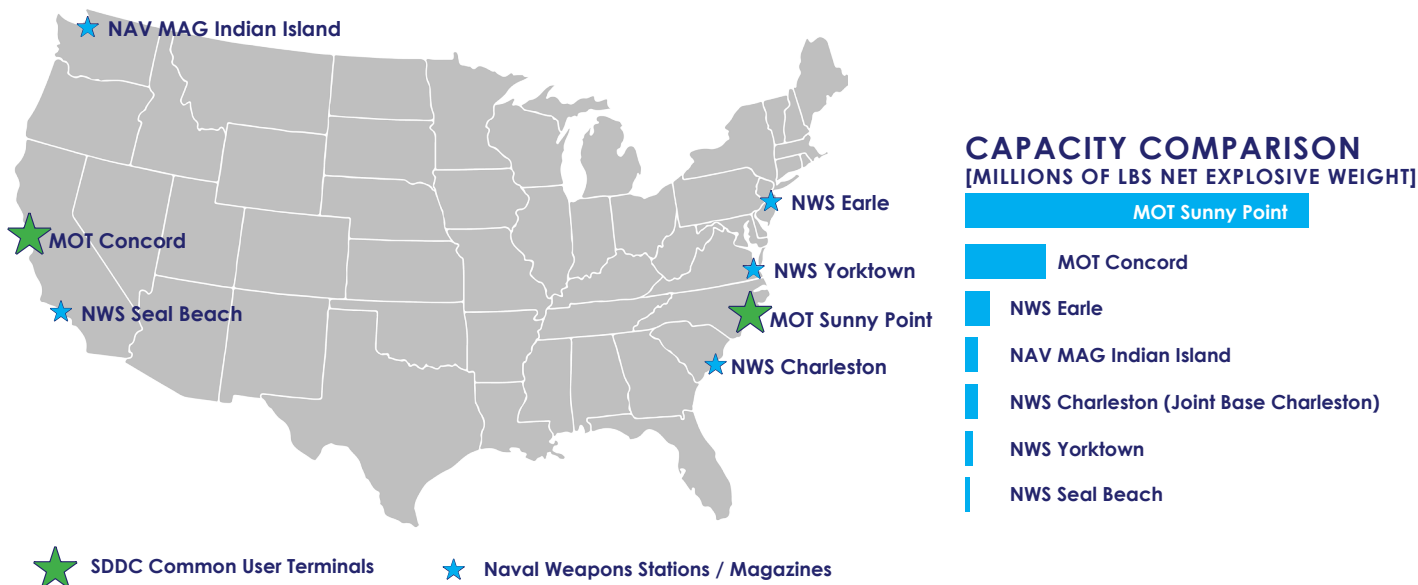 NAV MAG Indian Island
MOT Concord
NWS Seal Beach
NWS Earle
NWS Yorktown
MOT Sunny Point
NWS Charleston
SDDC Common User Terminals
Naval Weapons Stations / Magazines
CAPACITY COMPARISON
[MILLIONS OF LBS NET EXPLOSIVE WEIGHT]
MOT Sunny Point
MOT Concord
NWS Earle
NAV MAG Indian Island
NWS Charleston (Joint Base Charleston)
NWS Yorktown
NWS Seal Beach